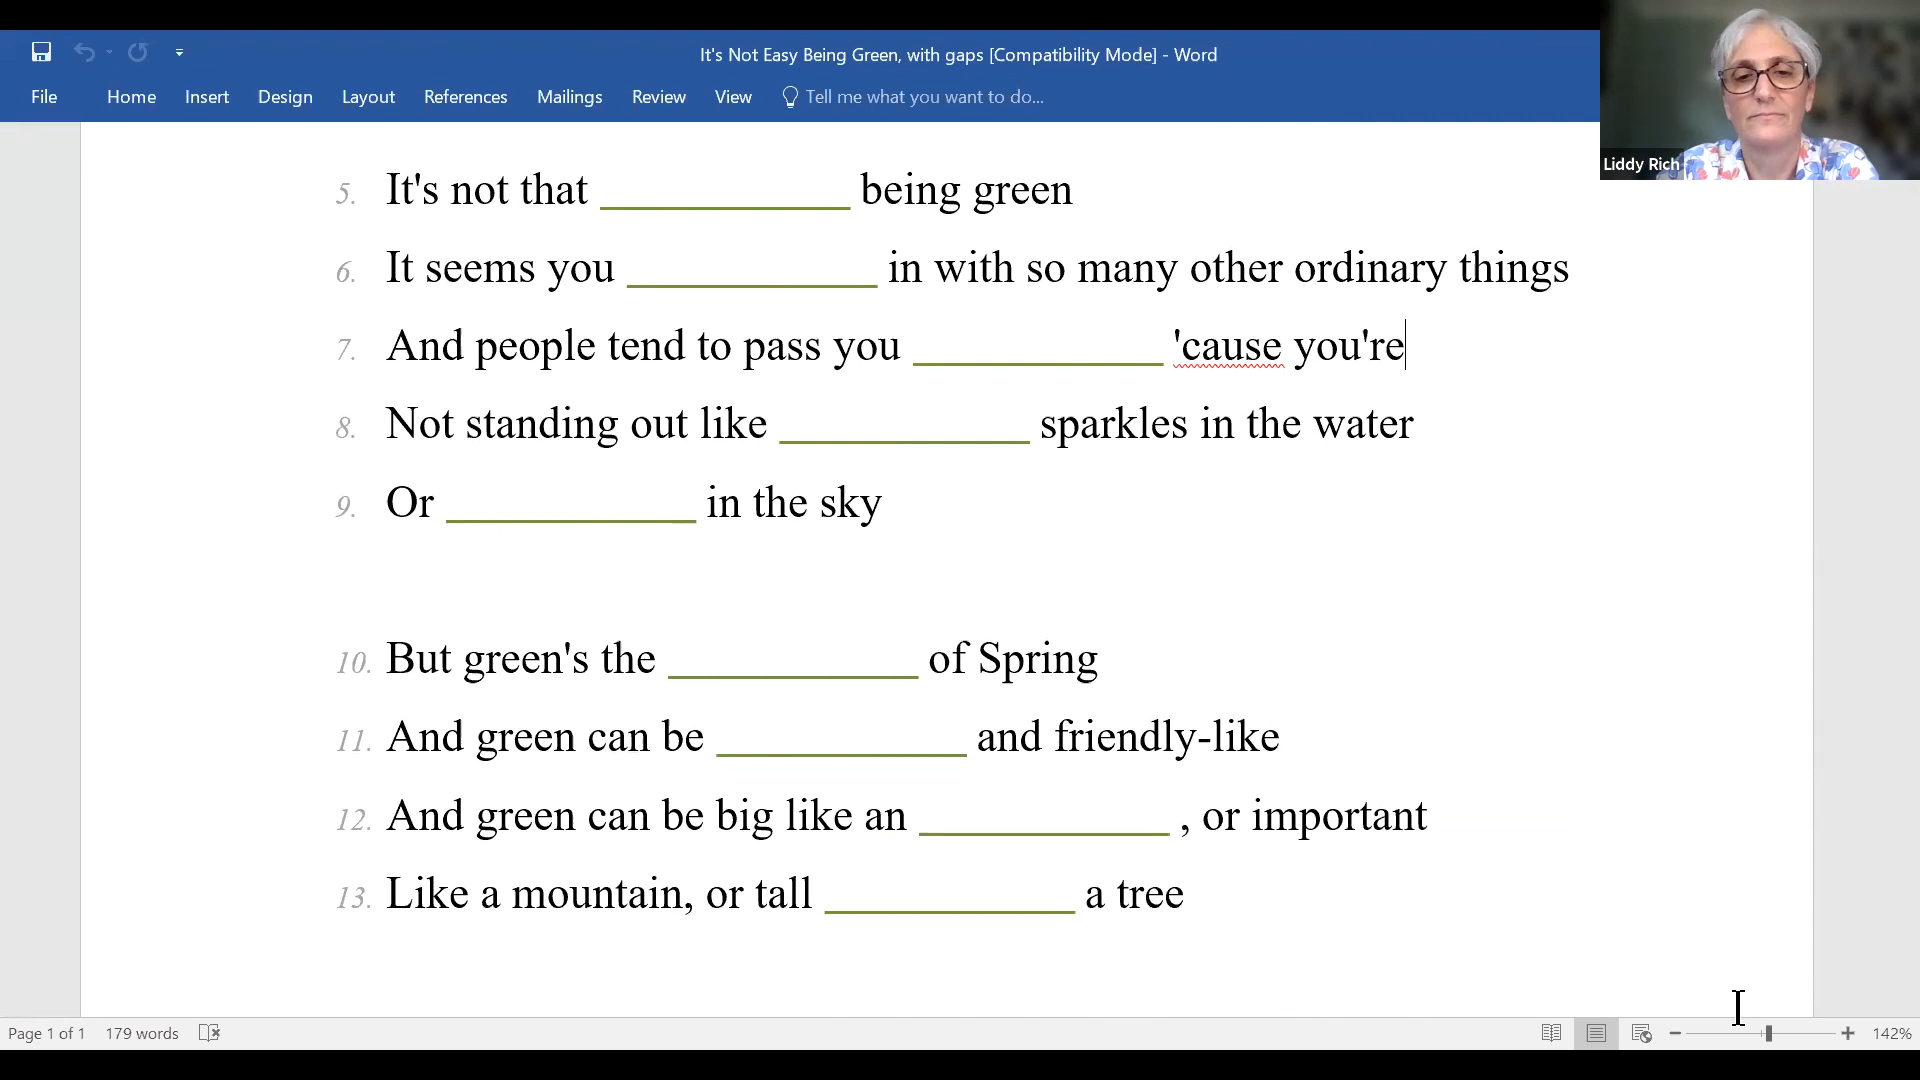 It's Not Easy Being Green, with gaps [Compatibility Mode] - Word
File Home Insert Design Layout References Mailings Review View Tell me what you want to do...
Liddy Rich
5. It's not that ___________ being green
6. It seems you ___________ in with so many other ordinary things
7. And people tend to pass you ___________ 'cause you're
8. Not standing out like ___________ sparkles in the water
9. Or ___________ in the sky
10. But green's the ___________ of Spring
11. And green can be ___________ and friendly-like
12. And green can be big like an ___________ , or important
13. Like a mountain, or tall ___________ a tree
Page 1 of 1 179 words 142%